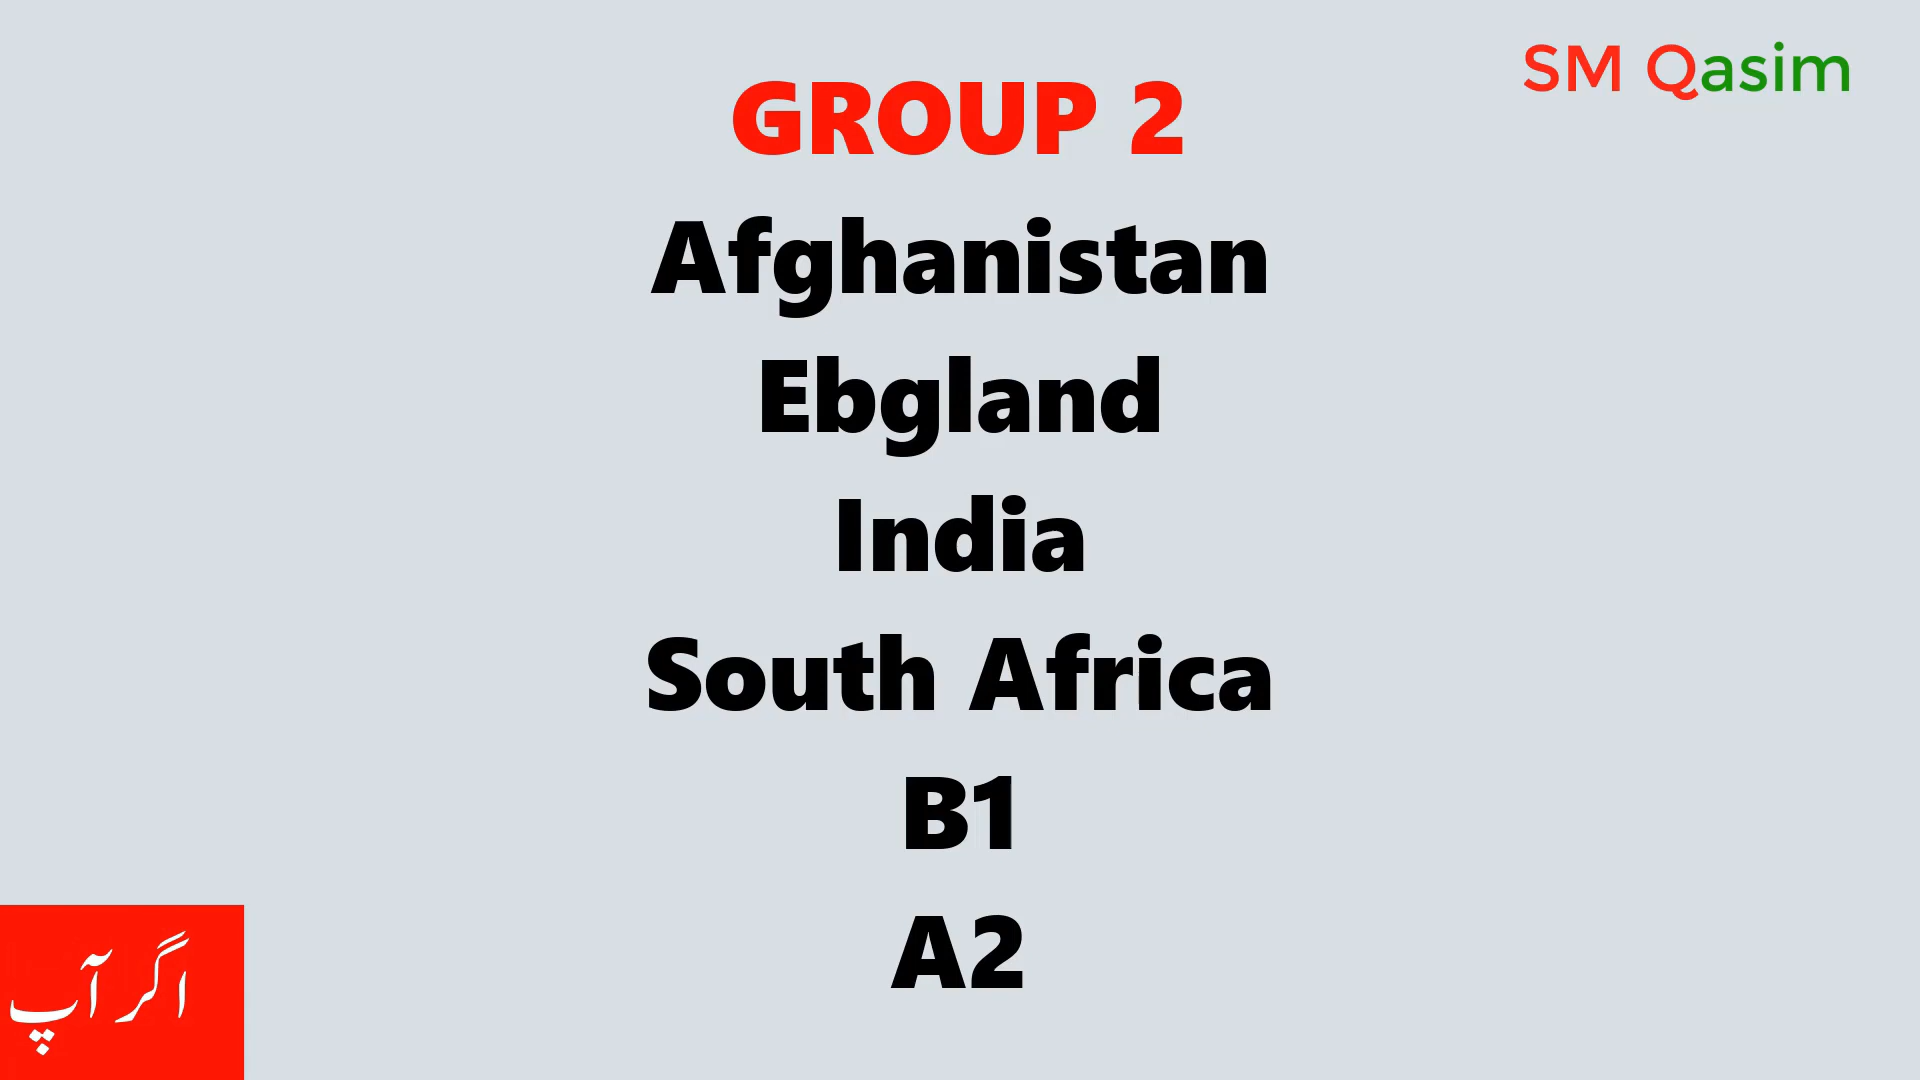 SM Qasim
GROUP 2
Afghanistan
Ebgland
India
South Africa
B1
A2
اگر آپ